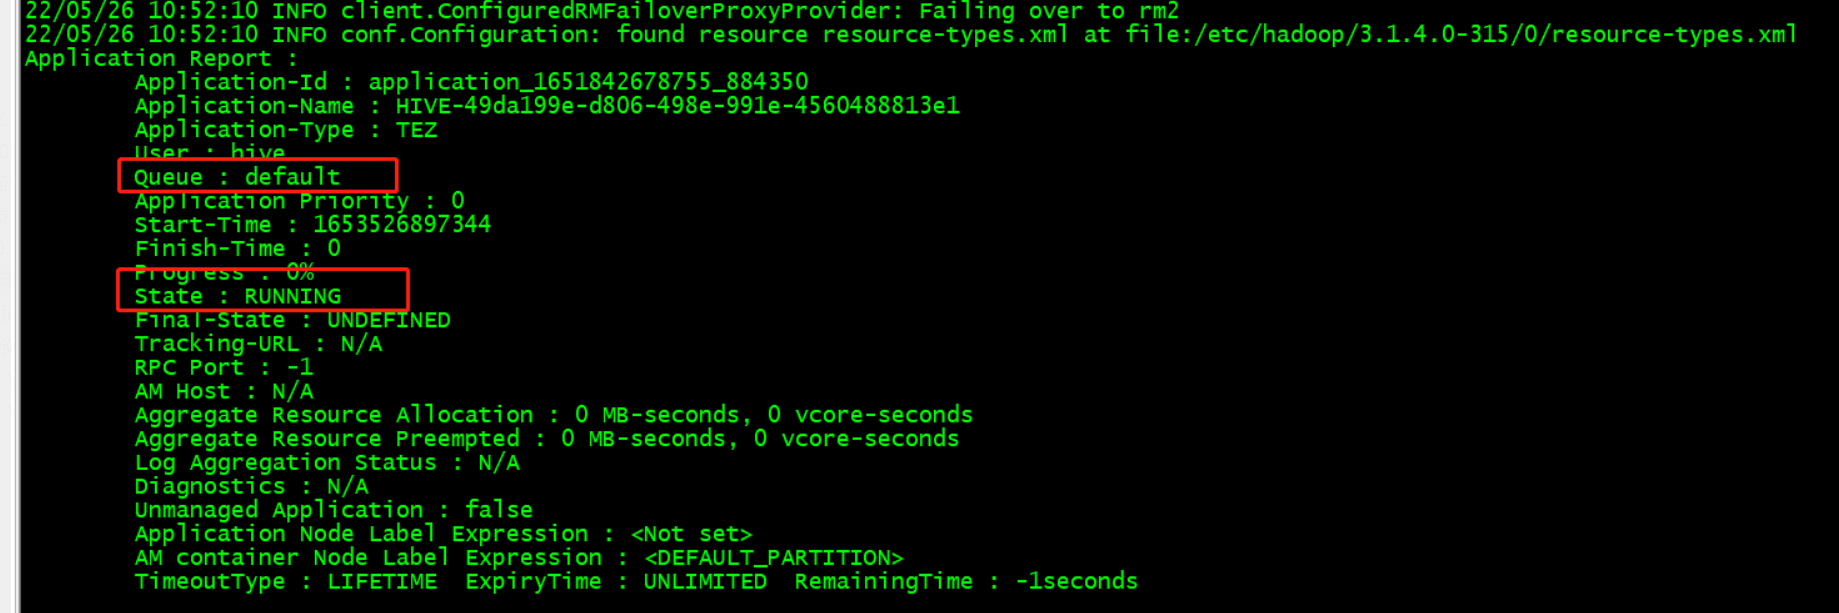 22/05/26 10:52:10 INFO client.ConfiguredRMFailoverProxyProvider: Failing over to rm2
22/05/26 10:52:10 INFO conf.Configuration: found resource resource-types.xml at file:/etc/hadoop/3.1.4.0-315/0/resource-types.xml
Application Report :
Application-Id : application_1651842678755_884350
Application-Name : HIVE-49da199e-d806-498e-991e-4560488813e1
Application-Type : TEZ
User : hive
Queue : default
Application Priority : 0
Start-Time : 1653526897344
Finish-Time : 0
Progress : 0%
State : RUNNING
Final-State : UNDEFINED
Tracking-URL : N/A
RPC Port : -1
AM Host : N/A
Aggregate Resource Allocation : 0 MB-seconds, 0 vcore-seconds
Aggregate Resource Preempted : 0 MB-seconds, 0 vcore-seconds
Log Aggregation Status : N/A
Diagnostics : N/A
Unmanaged Application : false
Application Node Label Expression : <Not set>
AM container Node Label Expression : <DEFAULT_PARTITION>
TimeoutType : LIFETIME  ExpiryTime : UNLIMITED  RemainingTime : -1seconds